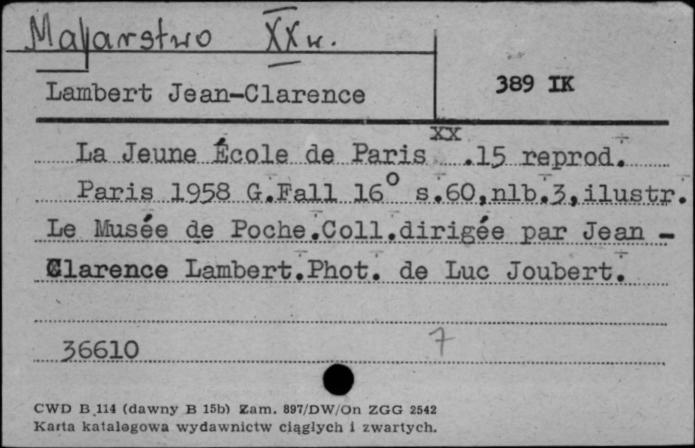 Malarstwo XX w.
389 IK
Lambert Jean-Clarence
xx
La Jeune École de Paris .15 reprod.
Paris 1958 G.Fall 16° s.60,nlb.3,ilustr.
Le Musée de Poche.Coll.dirigée par Jean -
Clarence Lambert.Phot. de Luc Joubert.
36610 7
CWD B 114 (dawny B 15b) Zam. 897/DW/On ZGG 2542
Karta katalogowa wydawnictw ciągłych i zwartych.